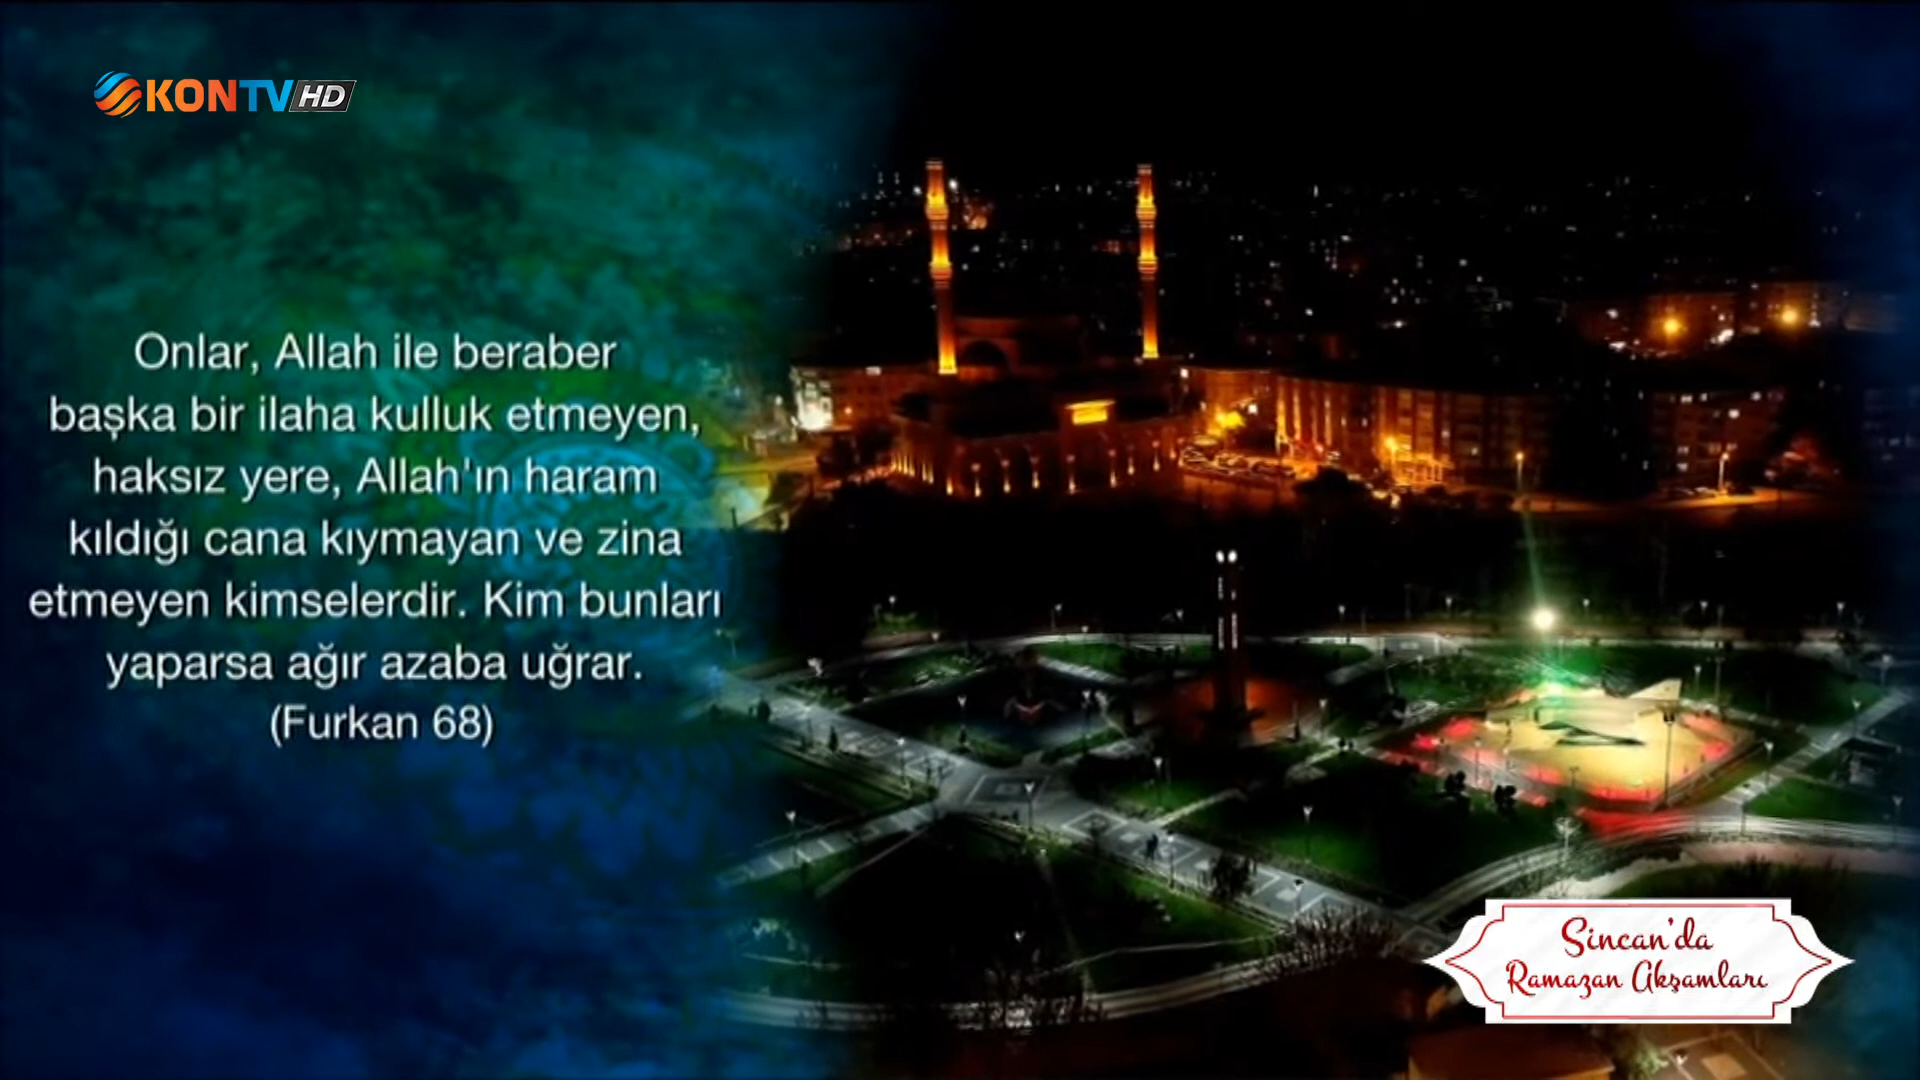 KONTV HD
Onlar, Allah ile beraber
başka bir ilaha kulluk etmeyen,
haksız yere, Allah'ın haram
kıldığı cana kıymayan ve zina
etmeyen kimselerdir. Kim bunları
yaparsa ağır azaba uğrar.
(Furkan 68)
Sincan'da
Ramazan Akşamları